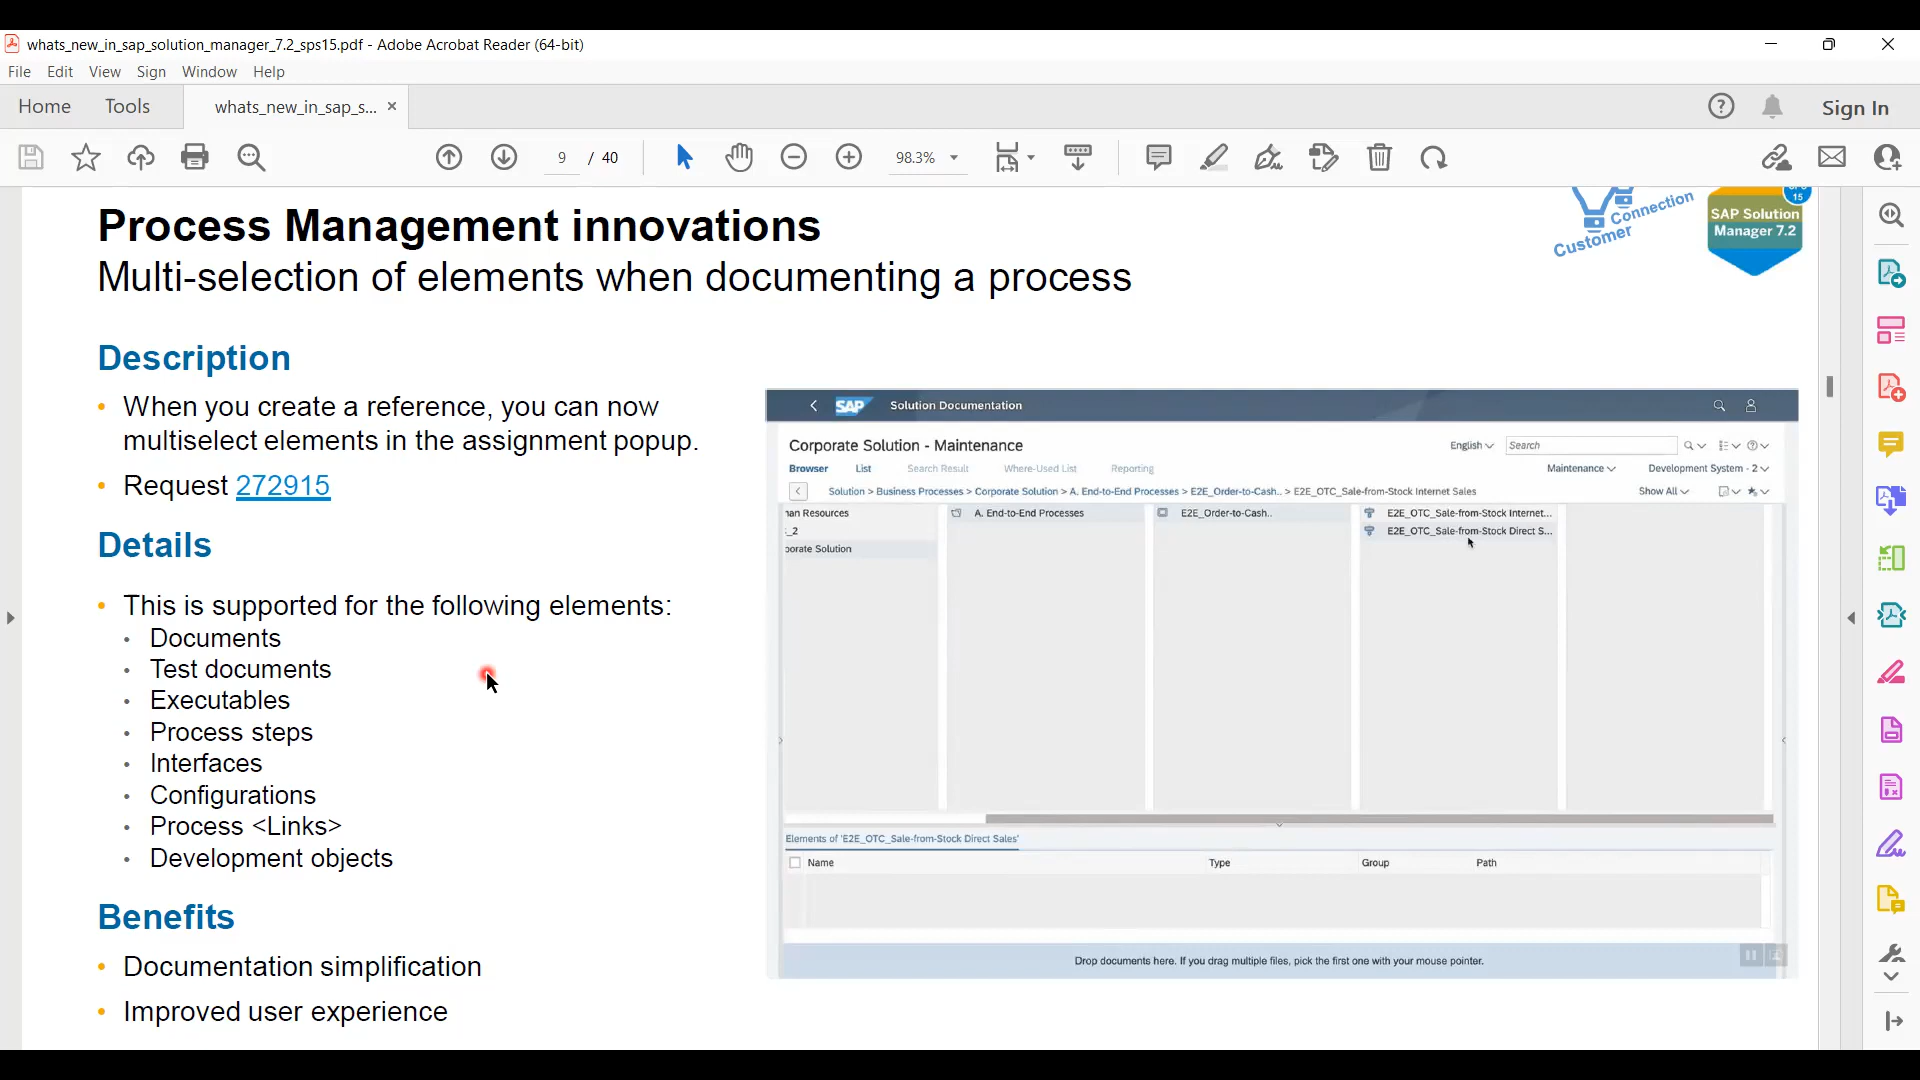 whats_new_in_sap_solution_manager_7.2_sps15.pdf - Adobe Acrobat Reader (64-bit)
File Edit View Sign Window Help
Home Tools whats_new_in_sap_s... Sign In
9 / 40 98.3%
Process Management innovations
Multi-selection of elements when documenting a process
Customer Connection
15
SAP Solution
Manager 7.2
Description
• When you create a reference, you can now
multiselect elements in the assignment popup.
• Request 272915
Details
• This is supported for the following elements:
• Documents
• Test documents
• Executables
• Process steps
• Interfaces
• Configurations
• Process <Links>
• Development objects
Benefits
• Documentation simplification
• Improved user experience
SAP Solution Documentation
Corporate Solution - Maintenance
English Search
Browser List Search Result Where-Used List Reporting
Maintenance Development System - 2
Solution > Business Processes > Corporate Solution > A. End-to-End Processes > E2E_Order-to-Cash.. > E2E_OTC_Sale-from-Stock Internet Sales
Show All
nan Resources A. End-to-End Processes E2E_Order-to-Cash.. E2E_OTC_Sale-from-Stock Internet...
_2 E2E_OTC_Sale-from-Stock Direct S...
porate Solution
Elements of 'E2E_OTC_Sale-from-Stock Direct Sales'
Name Type Group Path
Drop documents here. If you drag multiple files, pick the first one with your mouse pointer.